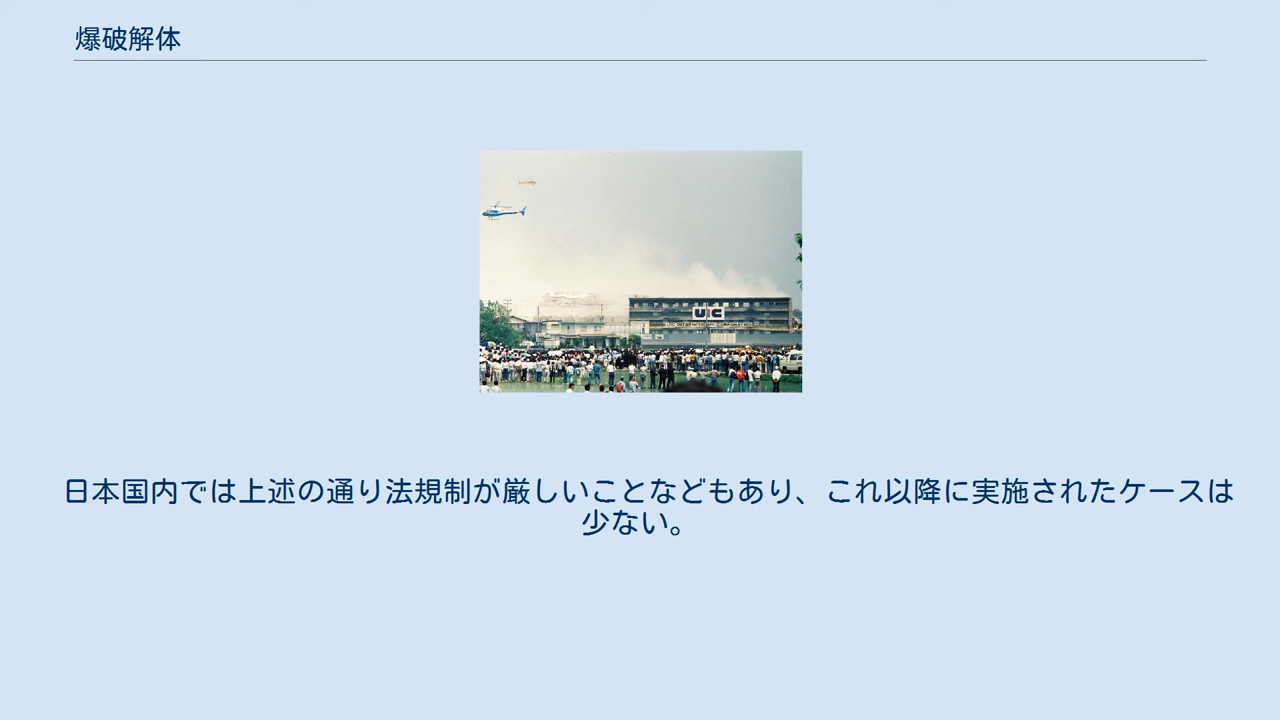 爆破解体
UCC
日本国内では上述の通り法規制が厳しいことなどもあり、これ以降に実施されたケースは
少ない。